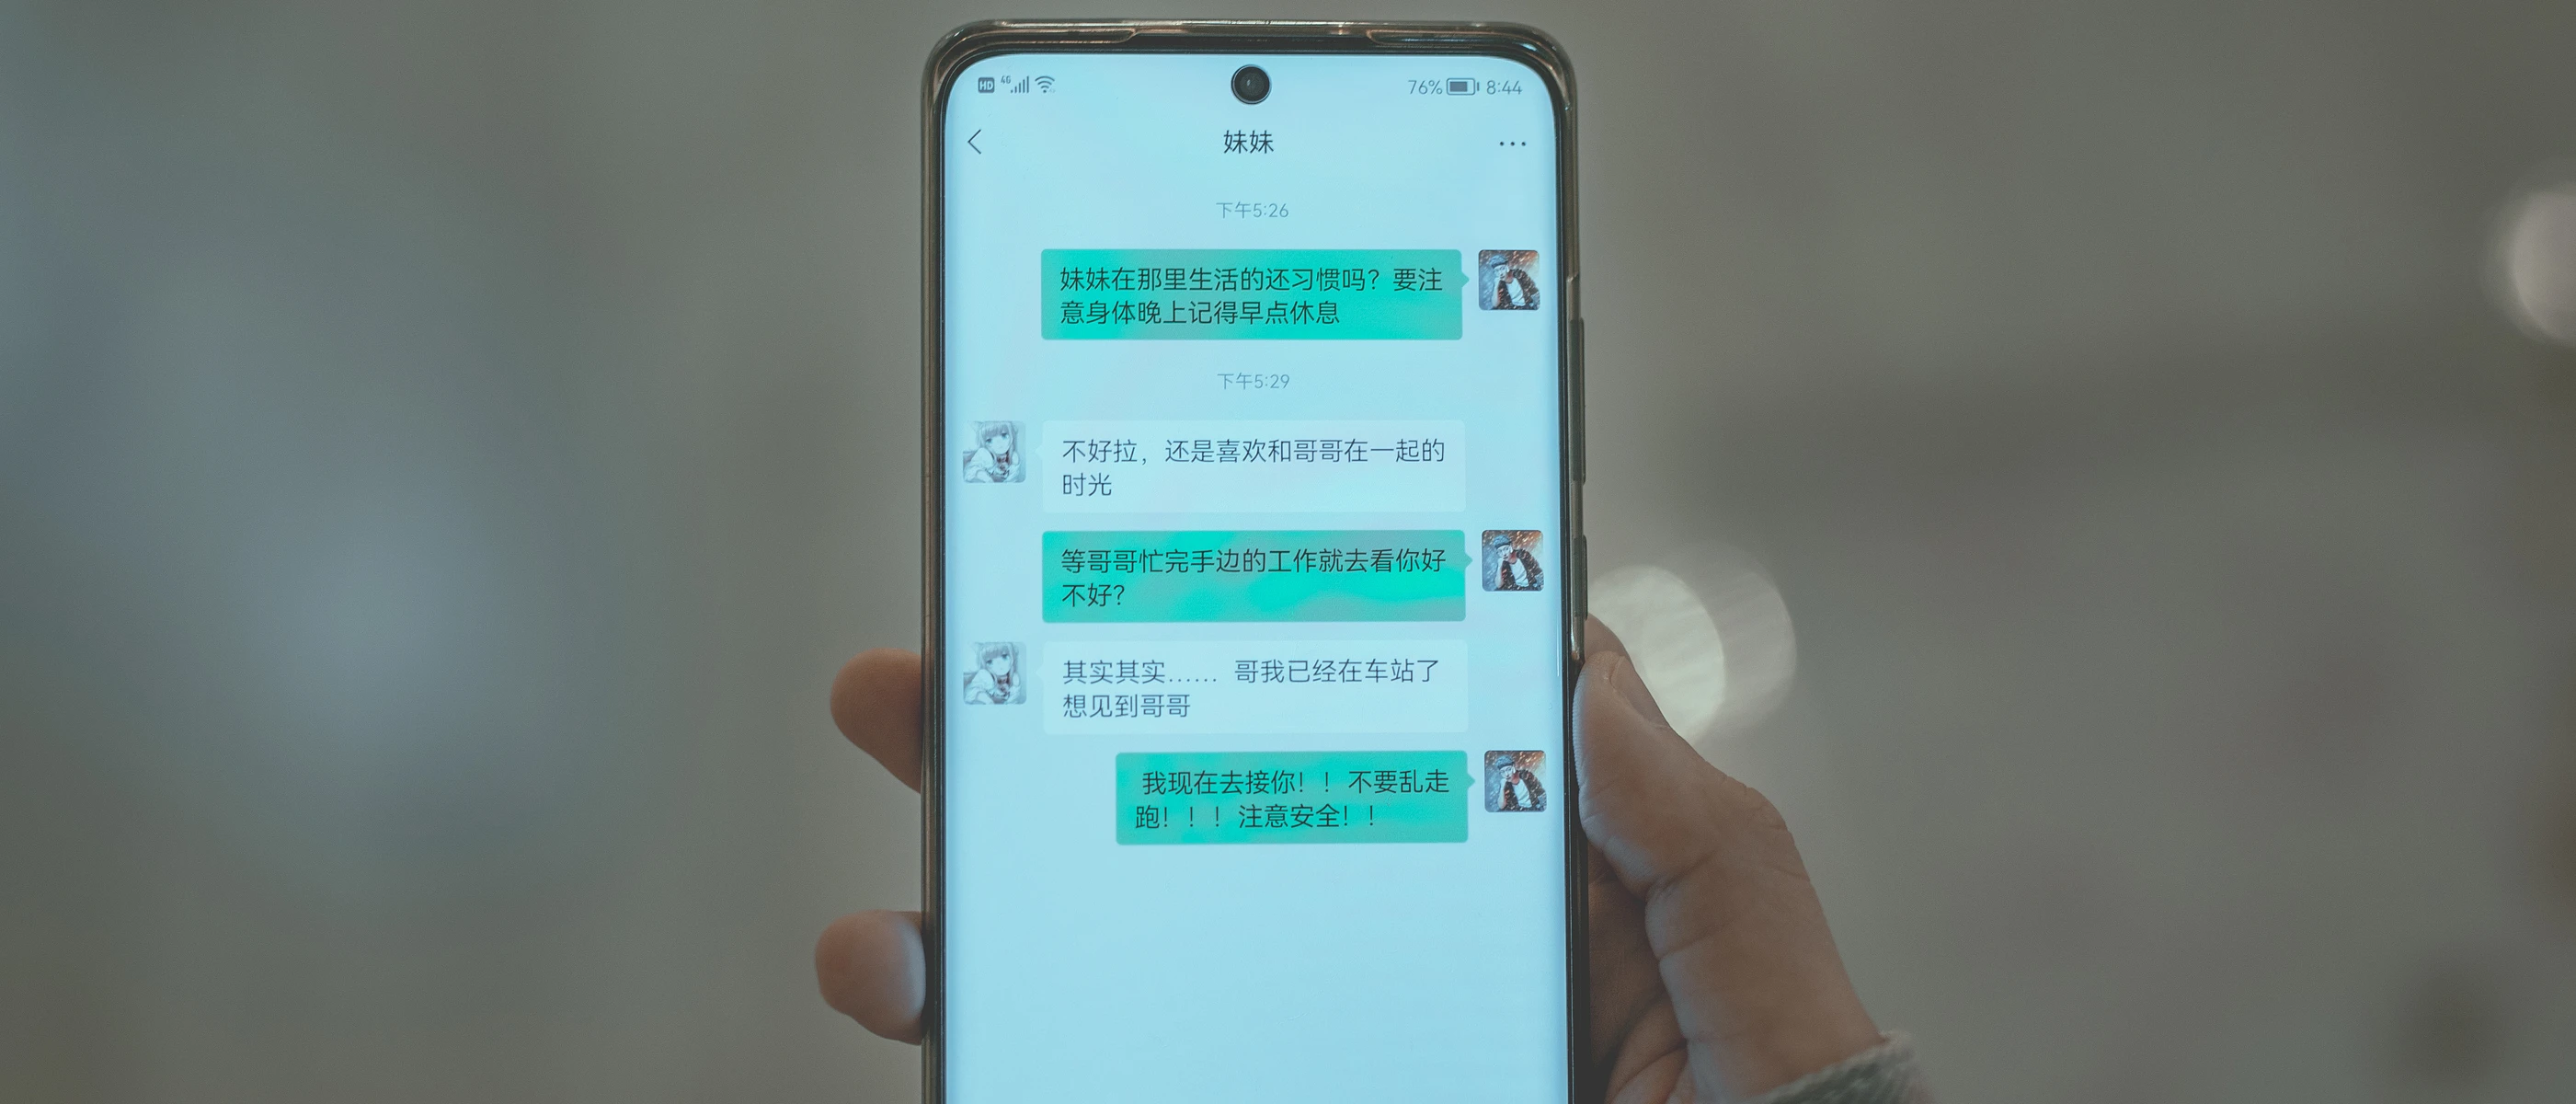 HD 4G 76% 8:44
妹妹
下午5:26
妹妹在那里生活的还习惯吗？要注
意身体晚上记得早点休息
下午5:29
不好拉，还是喜欢和哥哥在一起的
时光
等哥哥忙完手边的工作就去看你好
不好？
其实其实…… 哥我已经在车站了
想见到哥哥
我现在去接你！！不要乱走
跑！！！注意安全！！